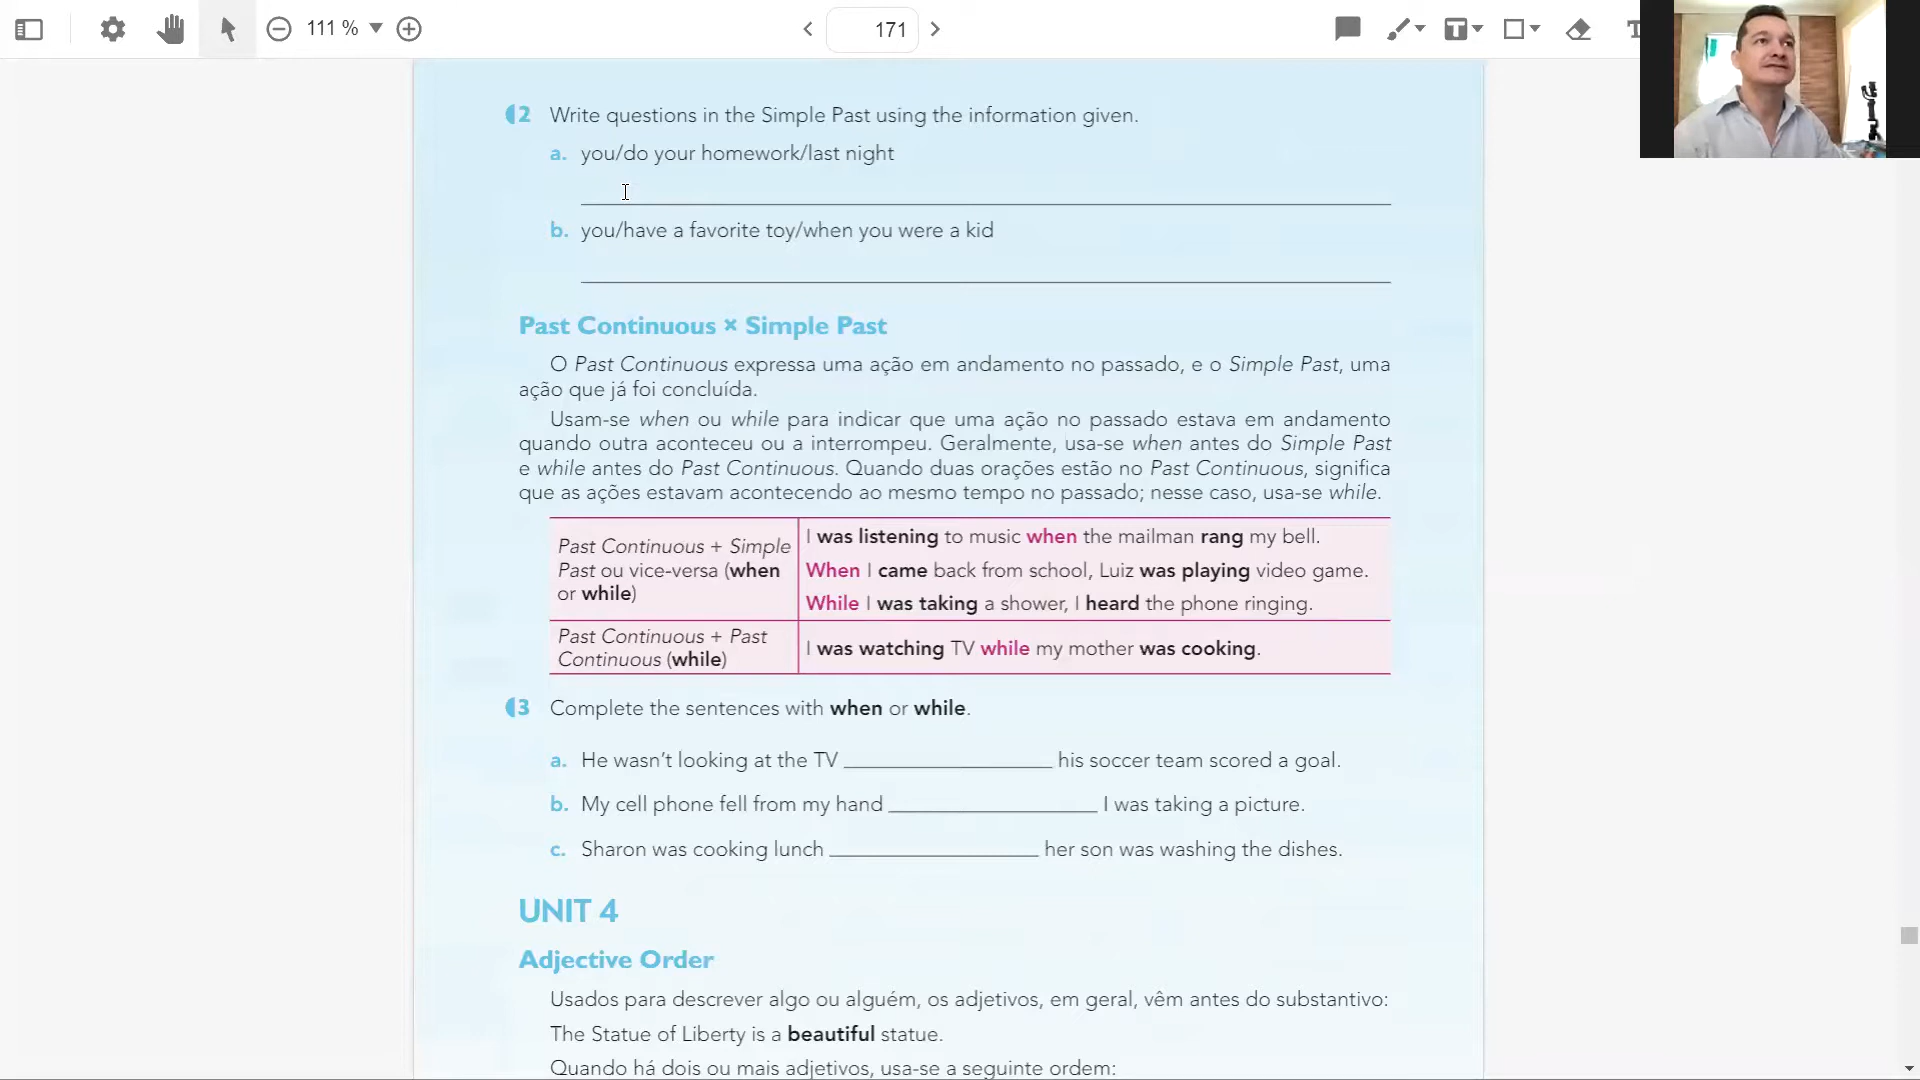 111 %
171
2 Write questions in the Simple Past using the information given.
a. you/do your homework/last night
b. you/have a favorite toy/when you were a kid
Past Continuous × Simple Past
O Past Continuous expressa uma ação em andamento no passado, e o Simple Past, uma
ação que já foi concluída.
Usam-se when ou while para indicar que uma ação no passado estava em andamento
quando outra aconteceu ou a interrompeu. Geralmente, usa-se when antes do Simple Past
e while antes do Past Continuous. Quando duas orações estão no Past Continuous, significa
que as ações estavam acontecendo ao mesmo tempo no passado; nesse caso, usa-se while.
Past Continuous + Simple
Past ou vice-versa (when
or while)
I was listening to music when the mailman rang my bell.
When I came back from school, Luiz was playing video game.
While I was taking a shower, I heard the phone ringing.
Past Continuous + Past
Continuous (while)
I was watching TV while my mother was cooking.
3 Complete the sentences with when or while.
a. He wasn't looking at the TV ____________ his soccer team scored a goal.
b. My cell phone fell from my hand ____________ I was taking a picture.
c. Sharon was cooking lunch ____________ her son was washing the dishes.
UNIT 4
Adjective Order
Usados para descrever algo ou alguém, os adjetivos, em geral, vêm antes do substantivo:
The Statue of Liberty is a beautiful statue.
Quando há dois ou mais adjetivos, usa-se a seguinte ordem: